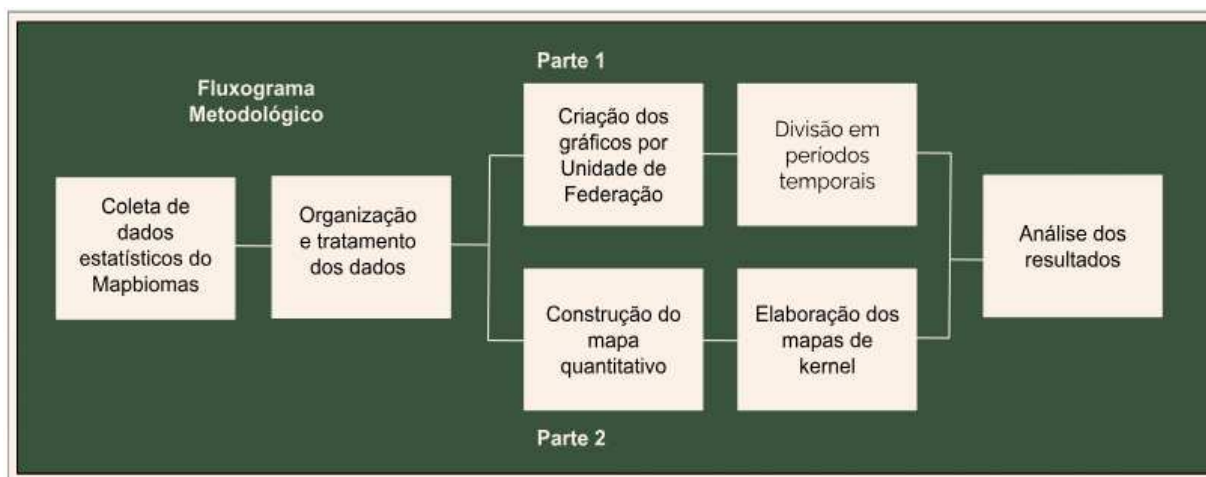 Fluxograma
Metodológico
Coleta de
dados
estatísticos do
Mapbiomas
Organização
e tratamento
dos dados
Parte 1
Criação dos
gráficos por
Unidade de
Federação
Divisão em
períodos
temporais
Construção do
mapa
quantitativo
Elaboração dos
mapas de
kernel
Parte 2
Análise dos
resultados